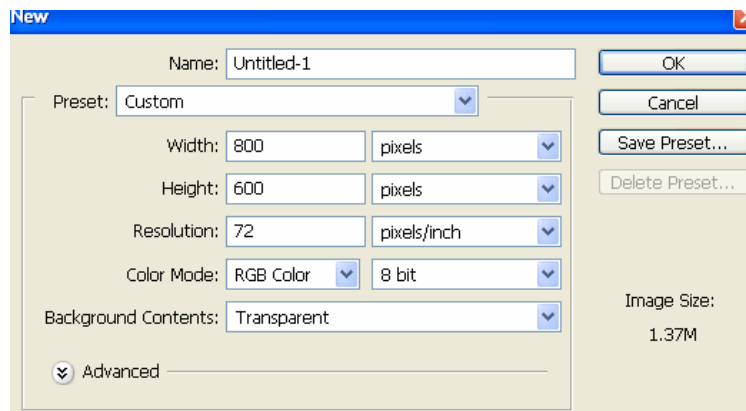 New
Name: Untitled-1
OK
Preset: Custom
Cancel
Width: 800 pixels
Save Preset...
Height: 600 pixels
Delete Preset...
Resolution: 72 pixels/inch
Color Mode: RGB Color 8 bit
Image Size:
Background Contents: Transparent
1.37M
Advanced